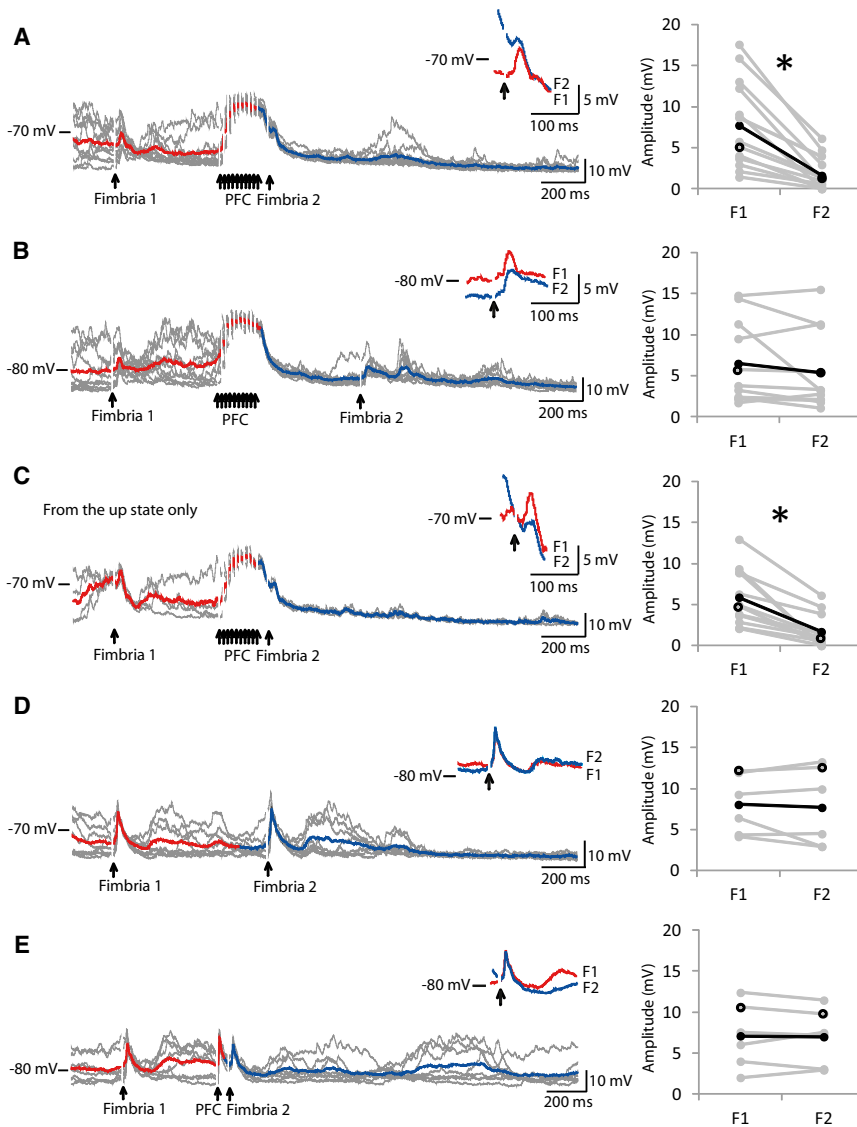 A
-70 mV
F2
F1
5 mV
100 ms
-70 mV
10 mV
200 ms
Fimbria 1
PFC Fimbria 2
Amplitude (mV)
20
15
10
5
0
*
F1 F2
B
-80 mV
F1
F2
5 mV
100 ms
-80 mV
10 mV
200 ms
Fimbria 1
PFC
Fimbria 2
Amplitude (mV)
20
15
10
5
0
F1 F2
C
From the up state only
-70 mV
F1
F2
5 mV
100 ms
-70
10 mV
200 ms
Fimbria 1
PFC Fimbria 2
Amplitude (mV)
20
15
10
5
0
*
F1 F2
D
-80 mV
F2
F1
5 mV
100 ms
-70 mV
10 mV
200 ms
Fimbria 1
Fimbria 2
Amplitude (mV)
20
15
10
5
0
F1 F2
E
-80 mV
F1
F2
5 mV
100 ms
-80 mV
10 mV
200 ms
Fimbria 1
PFC Fimbria 2
Amplitude (mV)
20
15
10
5
0
F1 F2